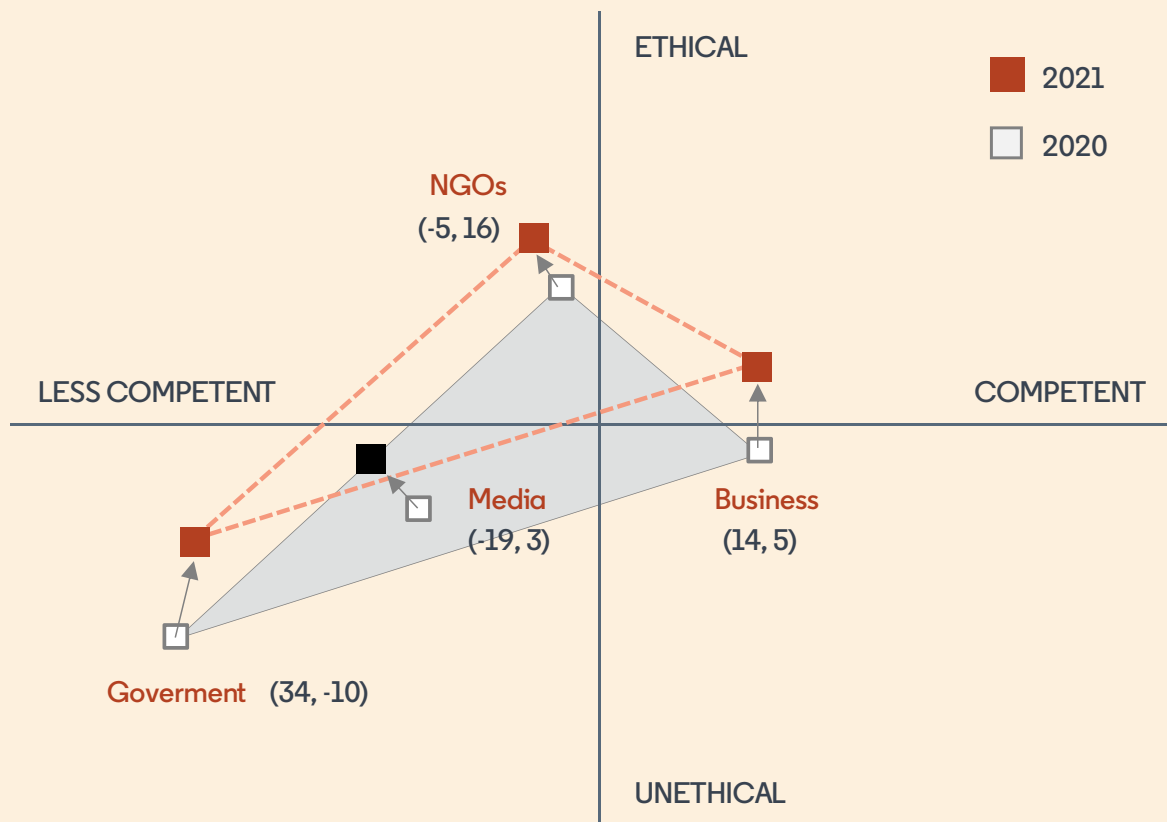 ETHICAL
2021
2020
NGOs
(-5, 16)
LESS COMPETENT
COMPETENT
Media
(-19, 3)
Business
(14, 5)
Goverment (34, -10)
UNETHICAL